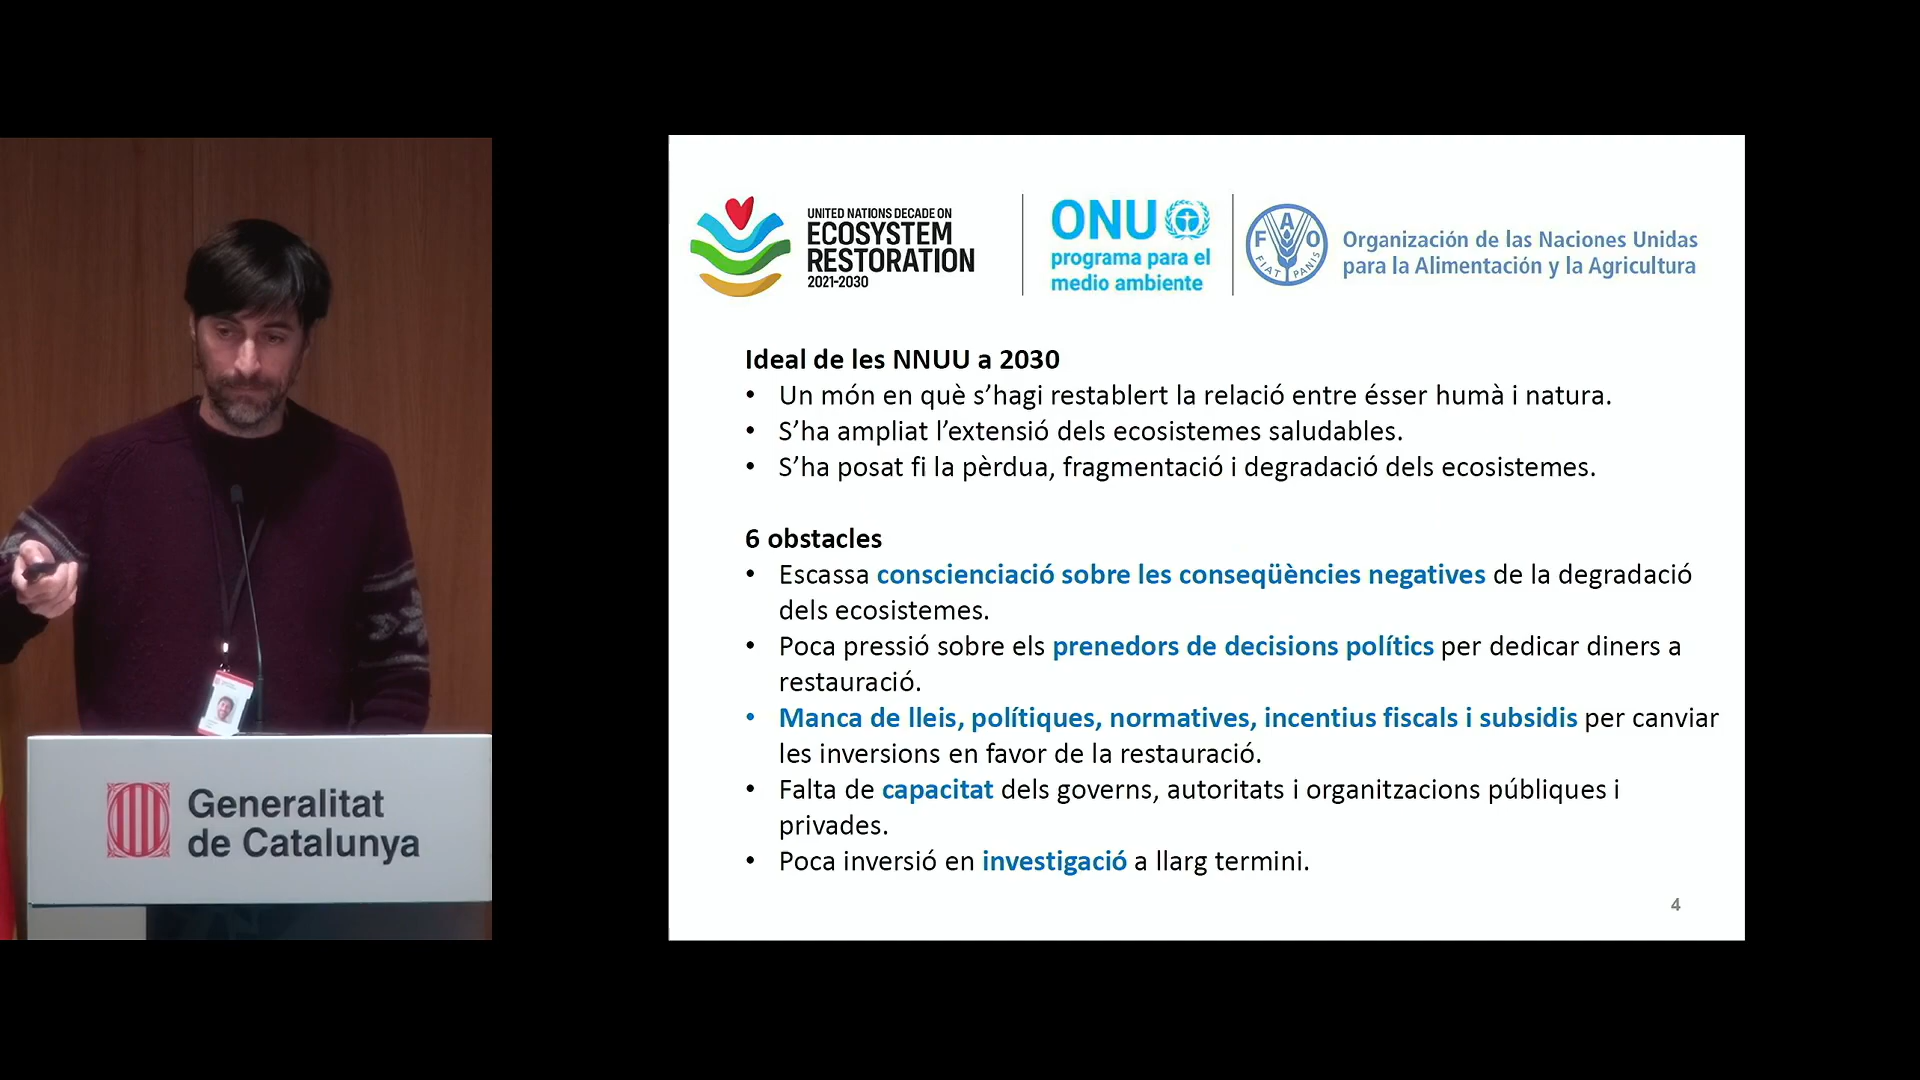 UNITED NATIONS DECADE ON
ECOSYSTEM
RESTORATION
2021-2030
ONU
programa para el
medio ambiente
F A O
FIAT PANIS
Organización de las Naciones Unidas
para la Alimentación y la Agricultura
Ideal de les NNUU a 2030
• Un món en què s’hagi restablert la relació entre ésser humà i natura.
• S’ha ampliat l’extensió dels ecosistemes saludables.
• S’ha posat fi la pèrdua, fragmentació i degradació dels ecosistemes.
6 obstacles
• Escassa conscienciació sobre les conseqüències negatives de la degradació
dels ecosistemes.
• Poca pressió sobre els prenedors de decisions polítics per dedicar diners a
restauració.
• Manca de lleis, polítiques, normatives, incentius fiscals i subsidis per canviar
les inversions en favor de la restauració.
• Falta de capacitat dels governs, autoritats i organitzacions públiques i
privades.
• Poca inversió en investigació a llarg termini.
4
Generalitat
de Catalunya